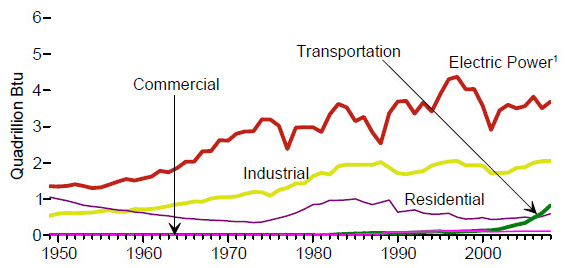 6
Transportation
Electric Power¹
5
Commercial
4
3
Quadrillion Btu
2
Industrial
Residential
1
0
1950 1960 1970 1980 1990 2000